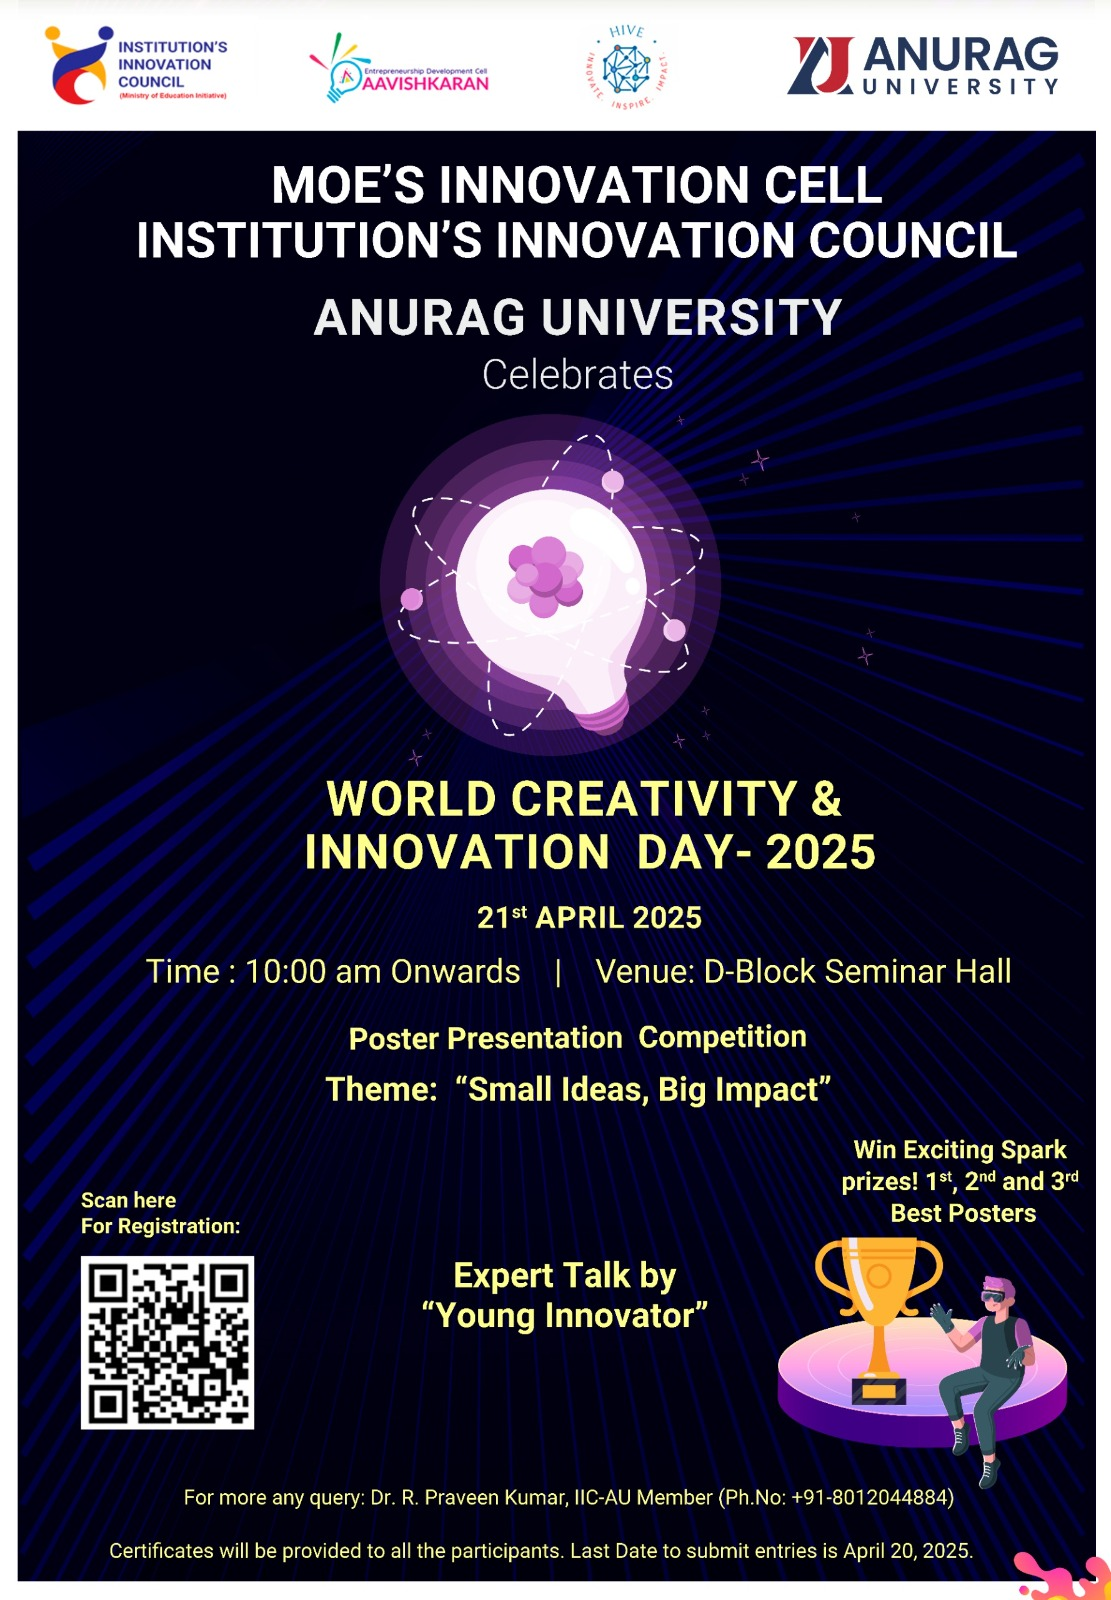 INSTITUTION'S
INNOVATION
COUNCIL
(Ministry of Education Initiative)
Entrepreneurship Development Cell
AAVISHKARAN
HIVE
INNOVATE. INSPIRE. IMPACT.
ANURAG
UNIVERSITY
MOE'S INNOVATION CELL
INSTITUTION'S INNOVATION COUNCIL
ANURAG UNIVERSITY
Celebrates
WORLD CREATIVITY &
INNOVATION DAY- 2025
21st APRIL 2025
Time : 10:00 am Onwards | Venue: D-Block Seminar Hall
Poster Presentation Competition
Theme: “Small Ideas, Big Impact”
Win Exciting Spark
prizes! 1st, 2nd and 3rd
Best Posters
Scan here
For Registration:
Expert Talk by
“Young Innovator”
For more any query: Dr. R. Praveen Kumar, IIC-AU Member (Ph.No: +91-8012044884)
Certificates will be provided to all the participants. Last Date to submit entries is April 20, 2025.